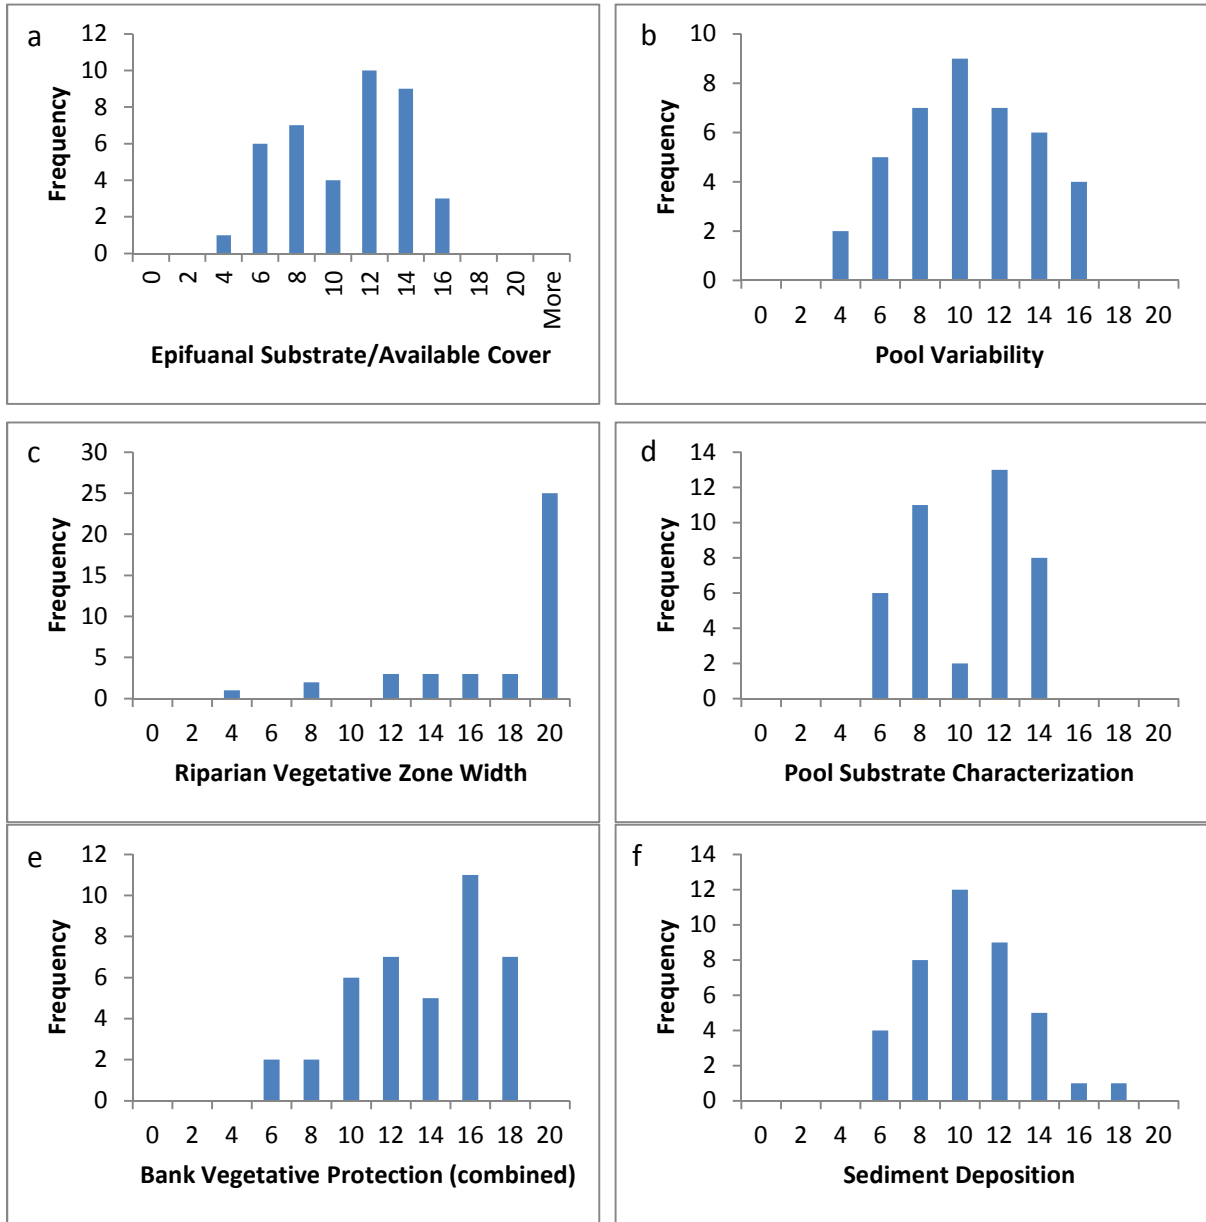 a
12
10
8
6
4
2
0
Frequency
0 2 4 6 8 10 12 14 16 18 20 More
Epifuanal Substrate/Available Cover
b
10
8
6
4
2
0
Frequency
0 2 4 6 8 10 12 14 16 18 20
Pool Variability
c
30
25
20
15
10
5
0
Frequency
0 2 4 6 8 10 12 14 16 18 20
Riparian Vegetative Zone Width
d
14
12
10
8
6
4
2
0
Frequency
0 2 4 6 8 10 12 14 16 18 20
Pool Substrate Characterization
e
12
10
8
6
4
2
0
Frequency
0 2 4 6 8 10 12 14 16 18 20
Bank Vegetative Protection (combined)
f
14
12
10
8
6
4
2
0
Frequency
0 2 4 6 8 10 12 14 16 18 20
Sediment Deposition